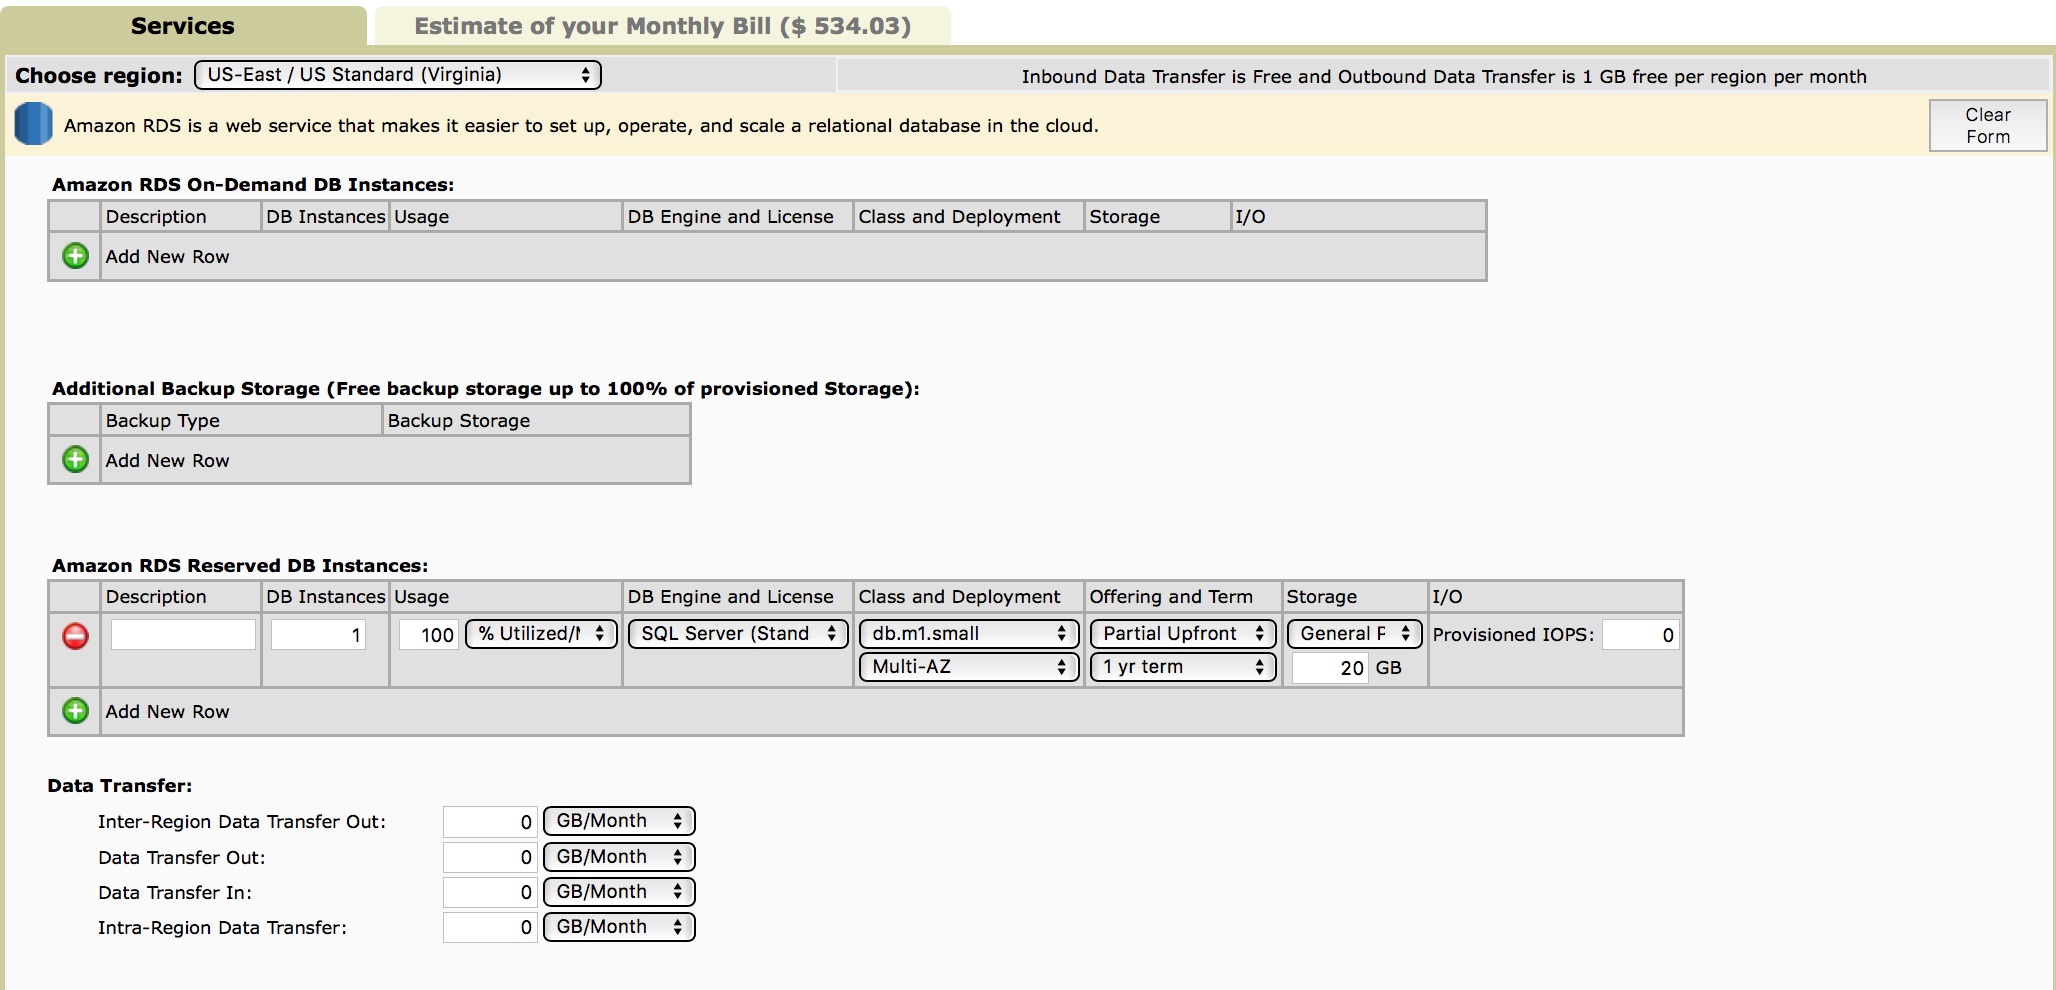 Services
Estimate of your Monthly Bill ($ 534.03)
Choose region: US-East / US Standard (Virginia)
Inbound Data Transfer is Free and Outbound Data Transfer is 1 GB free per region per month
Amazon RDS is a web service that makes it easier to set up, operate, and scale a relational database in the cloud.
Clear
Form
Amazon RDS On-Demand DB Instances:
Description DB Instances Usage DB Engine and License Class and Deployment Storage I/O
Add New Row
Additional Backup Storage (Free backup storage up to 100% of provisioned Storage):
Backup Type Backup Storage
Add New Row
Amazon RDS Reserved DB Instances:
Description DB Instances Usage DB Engine and License Class and Deployment Offering and Term Storage I/O
1 100 % Utilized/ SQL Server (Stand db.m1.small Partial Upfront General Provisioned IOPS: 0
Multi-AZ 1 yr term 20 GB
Add New Row
Data Transfer:
Inter-Region Data Transfer Out: 0 GB/Month
Data Transfer Out: 0 GB/Month
Data Transfer In: 0 GB/Month
Intra-Region Data Transfer: 0 GB/Month